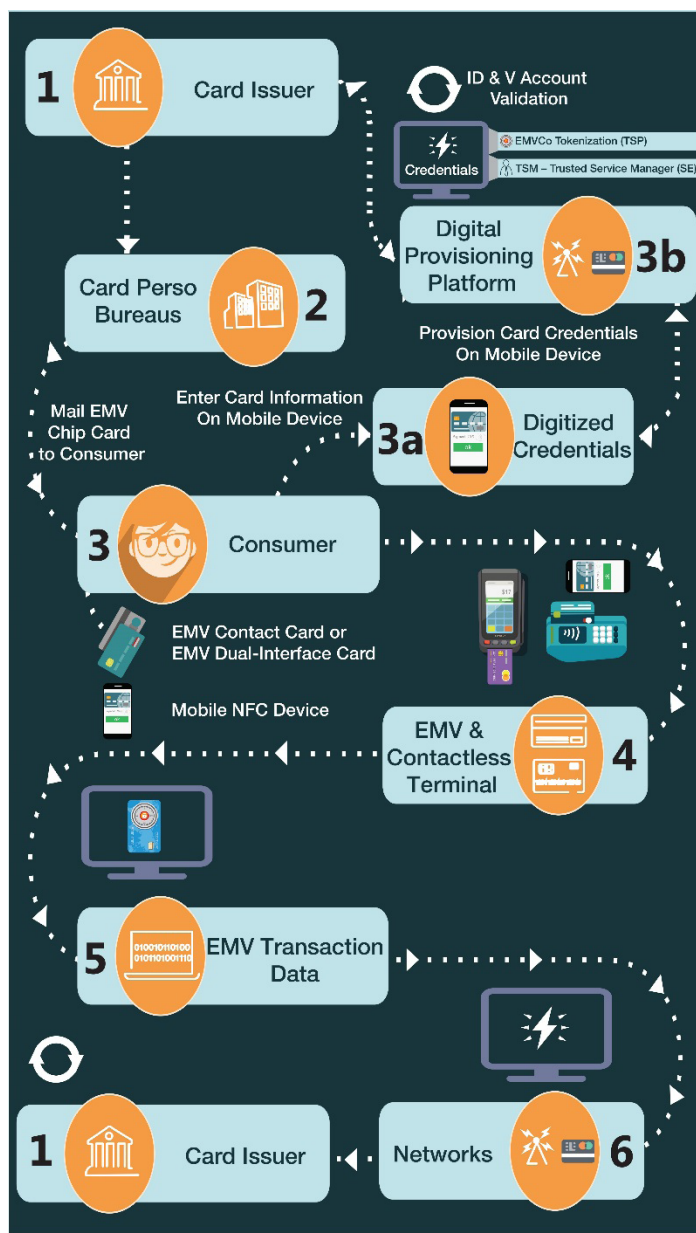 1
Card Issuer
ID & V Account
Validation
EMVCo Tokenization (TSP)
TSM – Trusted Service Manager (SE)
Credentials
Digital
Provisioning
Platform
3b
Card Perso
Bureaus
2
Provision Card Credentials
On Mobile Device
Mail EMV
Chip Card
to Consumer
Enter Card Information
On Mobile Device
3a
Digitized
Credentials
3
Consumer
$17
EMV Contact Card or
EMV Dual-Interface Card
Mobile NFC Device
EMV &
Contactless
Terminal
4
5
010010110100
0101101001110
EMV Transaction
Data
1
Card Issuer
Networks
6